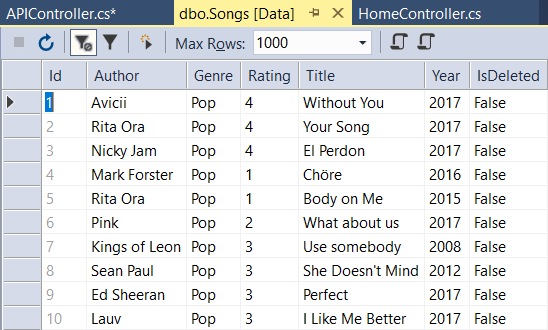 APIController.cs* dbo.Songs [Data] HomeController.cs
Max Rows: 1000
Id Author Genre Rating Title Year IsDeleted
1 Avicii Pop 4 Without You 2017 False
2 Rita Ora Pop 4 Your Song 2017 False
3 Nicky Jam Pop 4 El Perdon 2017 False
4 Mark Forster Pop 1 Chöre 2016 False
5 Rita Ora Pop 1 Body on Me 2015 False
6 Pink Pop 2 What about us 2017 False
7 Kings of Leon Pop 3 Use somebody 2008 False
8 Sean Paul Pop 3 She Doesn't Mind 2012 False
9 Ed Sheeran Pop 3 Perfect 2017 False
10 Lauv Pop 3 I Like Me Better 2017 False